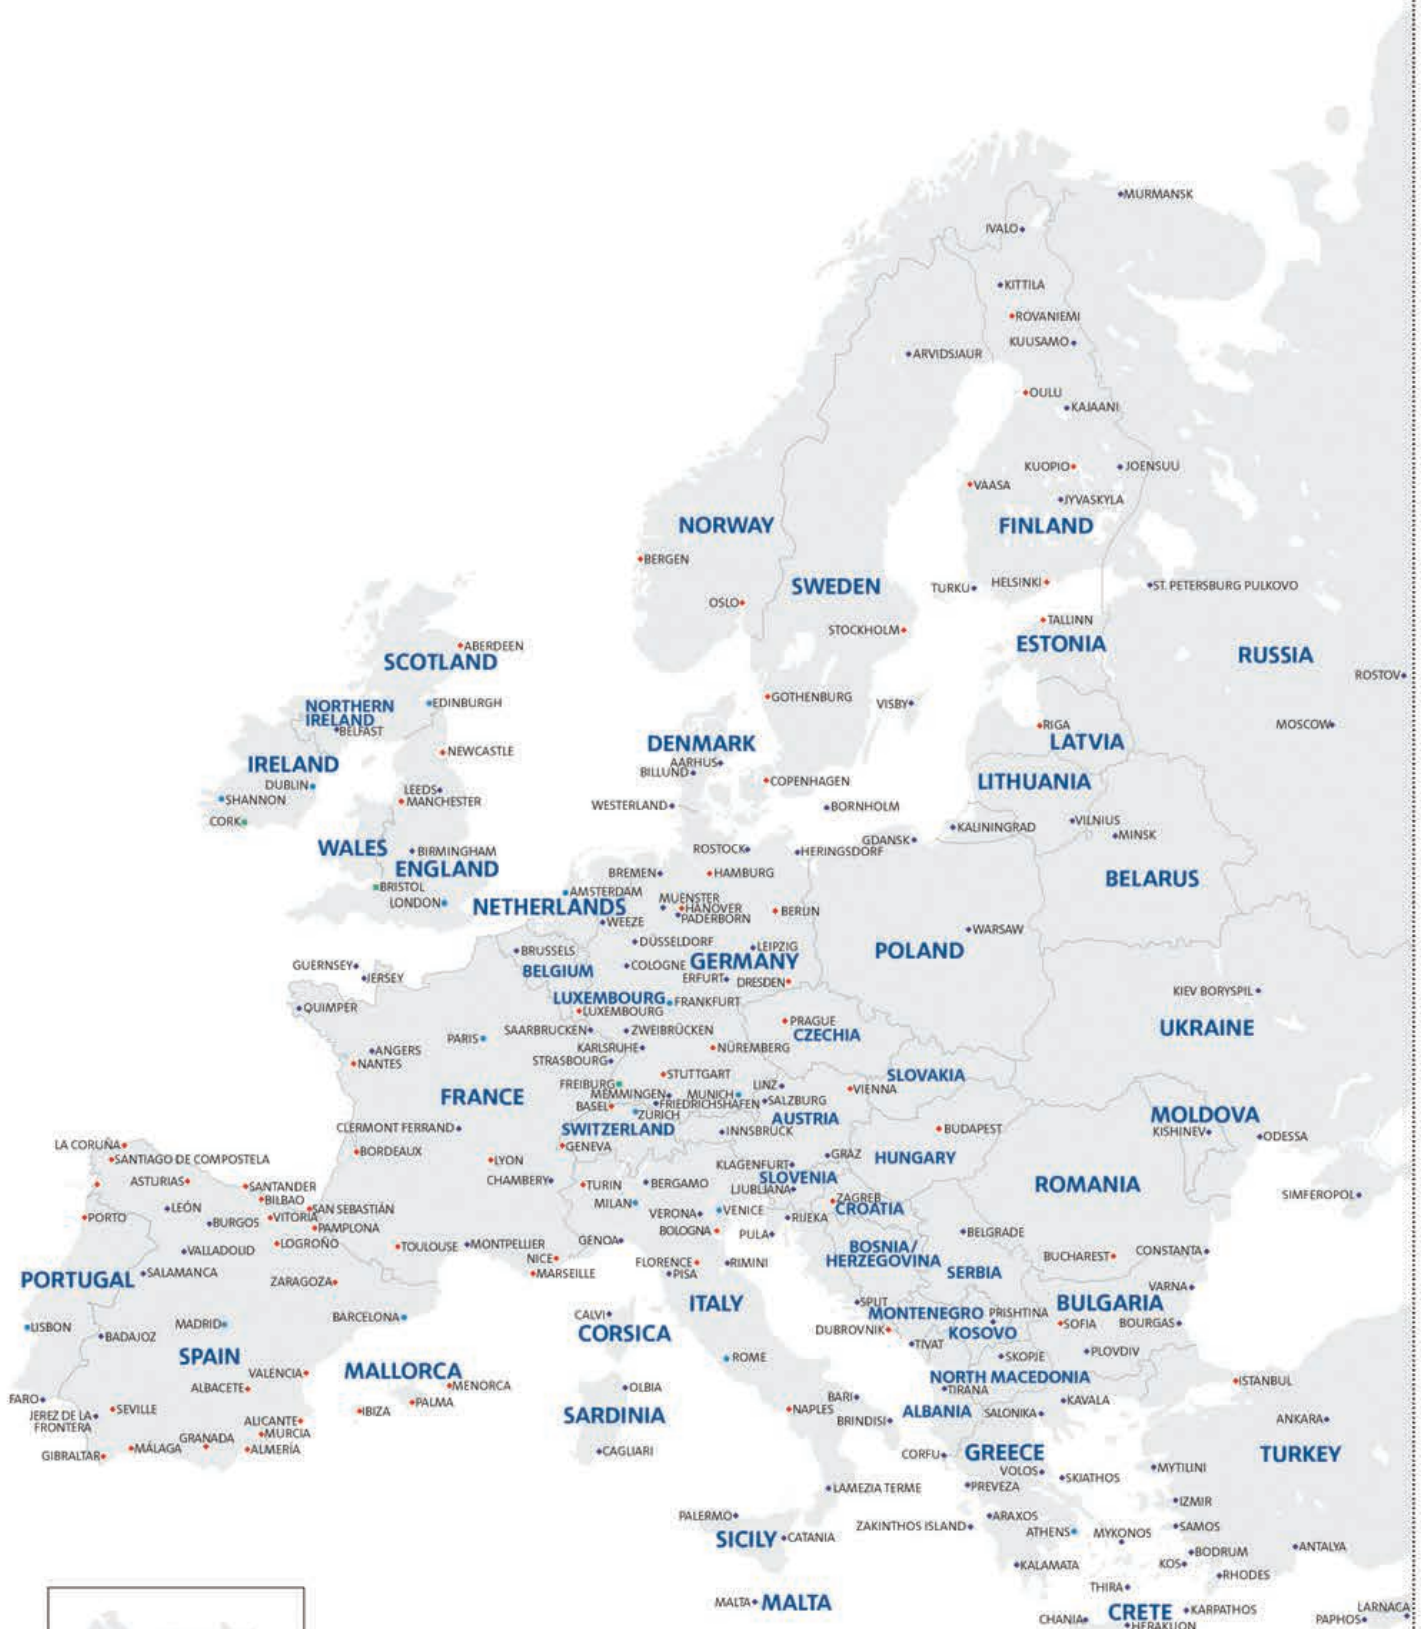 MURMANSK
IVALO
KITTILA
ROVANIEMI
KUUSAMO
ARVIDSJAUR
OULU
KAJAANI
KUOPIO
JOENSUU
VAASA
JYVASKYLA
NORWAY
FINLAND
BERGEN
SWEDEN
TURKU
HELSINKI
ST. PETERSBURG PULKOVO
OSLO
TALLINN
STOCKHOLM
ESTONIA
ABERDEEN
RUSSIA
SCOTLAND
ROSTOV
GOTHENBURG
VISBY
EDINBURGH
NORTHERN
IRELAND
BELFAST
RIGA
MOSCOW
LATVIA
DENMARK
NEWCASTLE
IRELAND
AARHUS
BILLUND
COPENHAGEN
LITHUANIA
DUBLIN
LEEDS
SHANNON
MANCHESTER
WESTERLAND
BORNHOLM
CORK
VILNIUS
KALININGRAD
MINSK
GDANSK
WALES
BIRMINGHAM
ROSTOCK
HERINGSDORF
ENGLAND
BREMEN
HAMBURG
BELARUS
BRISTOL
AMSTERDAM
LONDON
NETHERLANDS
MUENSTER
HANOVER
PADERBORN
BERLIN
WEEZE
WARSAW
DÜSSELDORF
LEIPZIG
BRUSSELS
POLAND
GUERNSEY
COLOGNE
GERMANY
BELGIUM
JERSEY
ERFURT
DRESDEN
KIEV BORYSPIL
LUXEMBOURG
FRANKFURT
QUIMPER
LUXEMBOURG
PRAGUE
SAARBRUCKEN
ZWEIBRÜCKEN
CZECHIA
UKRAINE
PARIS
ANGERS
KARLSRUHE
NÜREMBERG
NANTES
STRASBOURG
STUTTGART
SLOVAKIA
FREIBURG
LINZ
VIENNA
FRANCE
MEMMINGEN
MUNICH
BASEL
FRIEDRICHSHAFEN
SALZBURG
ZÜRICH
AUSTRIA
MOLDOVA
CLERMONT FERRAND
SWITZERLAND
INNSBRUCK
BUDAPEST
KISHINEV
ODESSA
LA CORUÑA
GENEVA
BORDEAUX
SANTIAGO DE COMPOSTELA
LYON
GRAZ
HUNGARY
KLAGENFURT
ASTURIAS
SANTANDER
CHAMBERY
TURIN
BERGAMO
SLOVENIA
ROMANIA
LJUBLJANA
SIMFEROPOL
BILBAO
ZAGREB
MILAN
LEÓN
SAN SEBASTIÁN
VENICE
CROATIA
VERONA
PORTO
VITORIA
RIJEKA
BURGOS
PAMPLONA
BOLOGNA
PULA
BELGRADE
LOGROÑO
TOULOUSE
MONTPELLIER
GENOA
BOSNIA/
HERZEGOVINA
VALLADOLID
NICE
BUCHAREST
CONSTANTA
FLORENCE
RIMINI
SALAMANCA
MARSEILLE
PISA
SERBIA
PORTUGAL
ZARAGOZA
VARNA
SPLIT
ITALY
BULGARIA
BARCELONA
CALVI
MONTENEGRO
PRISHTINA
LISBON
MADRID
SOFIA
BOURGAS
BADAJOZ
CORSICA
DUBROVNIK
KOSOVO
TIVAT
SPAIN
ROME
SKOPJE
PLOVDIV
VALENCIA
MALLORCA
NORTH MACEDONIA
ISTANBUL
ALBACETE
MENORCA
OLBIA
TIRANA
FARO
PALMA
BARI
KAVALA
SEVILLE
IBIZA
NAPLES
ALBANIA
SALONIKA
JEREZ DE LA
FRONTERA
ALICANTE
SARDINIA
BRINDISI
ANKARA
MURCIA
GRANADA
MÁLAGA
ALMERÍA
CAGLIARI
CORFU
GREECE
TURKEY
GIBRALTAR
VOLOS
MYTILINI
SKIATHOS
LAMEZIA TERME
PREVEZA
IZMIR
PALERMO
ARAXOS
ZAKINTHOS ISLAND
SAMOS
ATHENS
MYKONOS
SICILY
CATANIA
ANTALYA
BODRUM
KALAMATA
KOS
RHODES
THIRA
MALTA
MALTA
CRETE
KARPATHOS
LARNACA
CHANIA
PAPHOS
HERAKLION